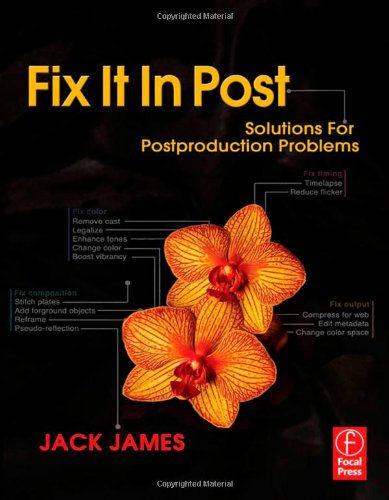 Copyrighted Material
Fix It In Post
Solutions For
Postproduction Problems
Fix timing
Timelapse
Reduce flicker
Fix color
Remove cast
Legalize
Enhance tones
Change color
Boost vibrancy
Fix composition
Stitch plates
Add forground objects
Reframe
Pseudo-reflection
Fix output
Compress for web
Edit metadata
Change color space
JACK JAMES
Focal
Press
Copyrighted Material